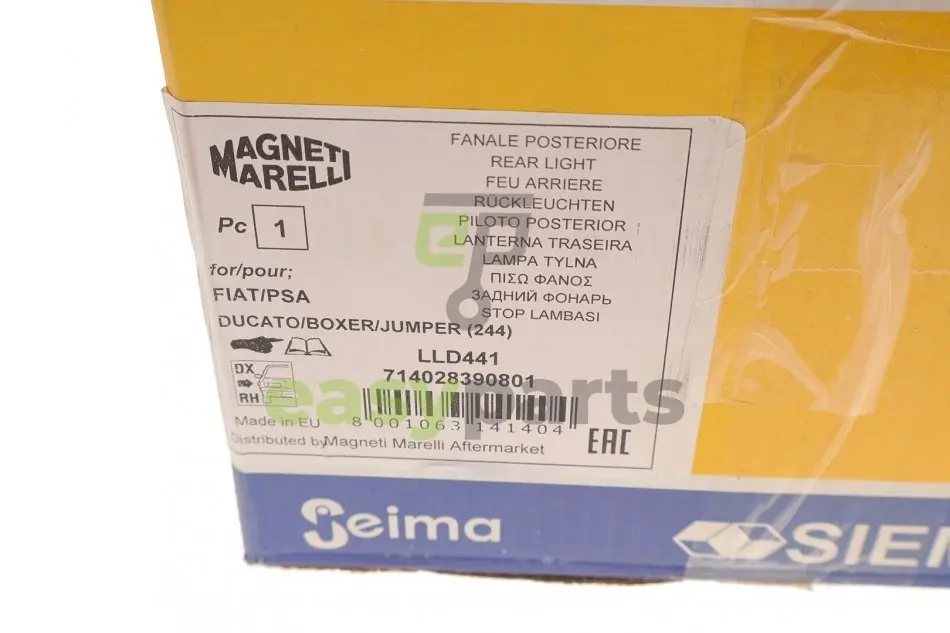 MAGNETI
MARELLI
Pc 1
for/pour;
FIAT/PSA
DUCATO/BOXER/JUMPER (244)
FANALE POSTERIORE
REAR LIGHT
FEU ARRIERE
RÜCKLEUCHTEN
PILOTO POSTERIOR
LANTERNA TRASEIRA
LAMPA TYLNA
ΠΙΣΩ ΦΑΝΟΣ
ЗАДНИЙ ФОНАРЬ
STOP LAMBASI
LLD441
714028390801
DX
RH
8 001063 141404
Made in EU
Distributed by Magneti Marelli Aftermarket
EAC
ep
easyparts
Seima
SIEM